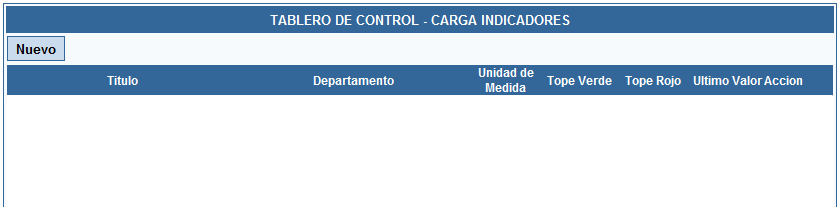 TABLERO DE CONTROL - CARGA INDICADORES
Nuevo
Titulo Departamento Unidad de Medida Tope Verde Tope Rojo Ultimo Valor Accion